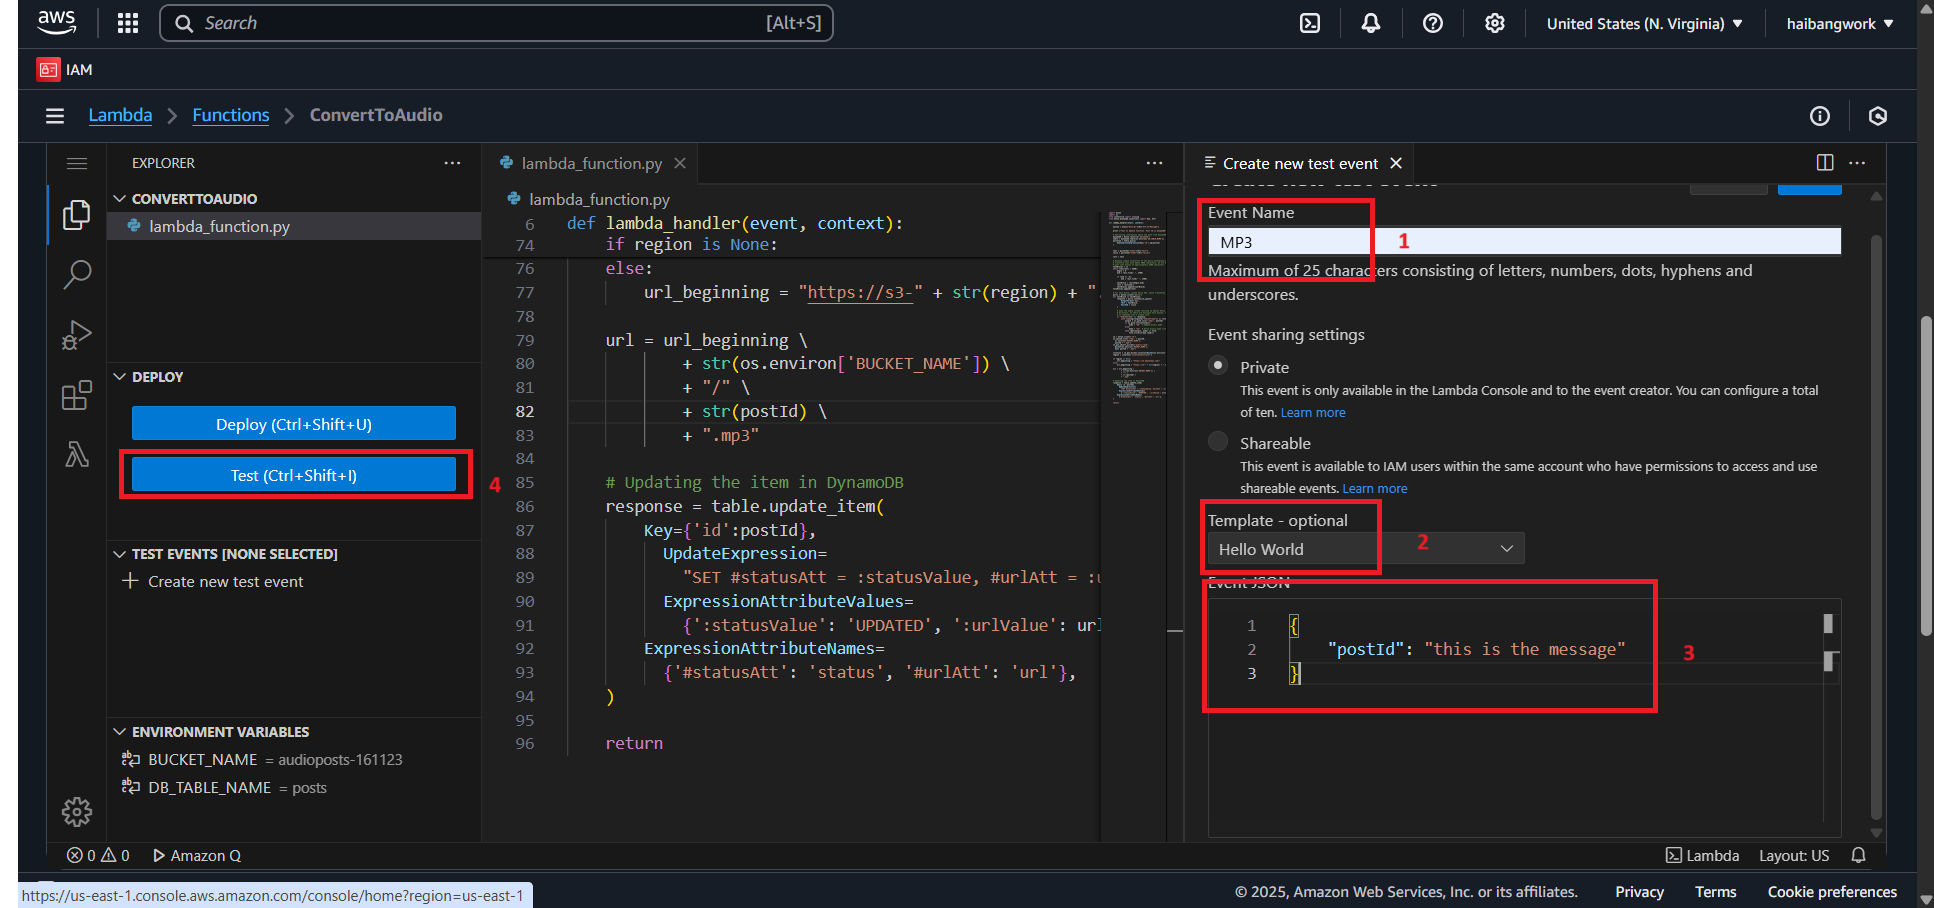 aws
Search
[Alt+S]
United States (N. Virginia)
haibangwork
IAM
Lambda
Functions
ConvertToAudio
EXPLORER
CONVERTTOAUDIO
lambda_function.py
DEPLOY
Deploy (Ctrl+Shift+U)
Test (Ctrl+Shift+I)
4
TEST EVENTS [NONE SELECTED]
Create new test event
ENVIRONMENT VARIABLES
BUCKET_NAME = audioposts-161123
DB_TABLE_NAME = posts
lambda_function.py
lambda_function.py
6 def lambda_handler(event, context):
74 if region is None:
76 else:
77 url_beginning = "https://s3-" + str(region) + ".
78
79 url = url_beginning \
80 + str(os.environ['BUCKET_NAME']) \
81 + "/" \
82 + str(postId) \
83 + ".mp3"
84
85 # Updating the item in DynamoDB
86 response = table.update_item(
87 Key={'id':postId},
88 UpdateExpression=
89 "SET #statusAtt = :statusValue, #urlAtt = :u
90 ExpressionAttributeValues=
91 {':statusValue': 'UPDATED', ':urlValue': url
92 ExpressionAttributeNames=
93 {'#statusAtt': 'status', '#urlAtt': 'url'},
94 )
95
96 return
Create new test event
Create new test event
Event Name
MP3
1
Maximum of 25 characters consisting of letters, numbers, dots, hyphens and
underscores.
Event sharing settings
Private
This event is only available in the Lambda Console and to the event creator. You can configure a total
of ten. Learn more
Shareable
This event is available to IAM users within the same account who have permissions to access and use
shareable events. Learn more
Template - optional
Hello World
2
Event JSON
1 {
2 "postId": "this is the message"
3 }
3
0 0 Amazon Q
Lambda Layout: US
https://us-east-1.console.aws.amazon.com/console/home?region=us-east-1
© 2025, Amazon Web Services, Inc. or its affiliates.
Privacy
Terms
Cookie preferences